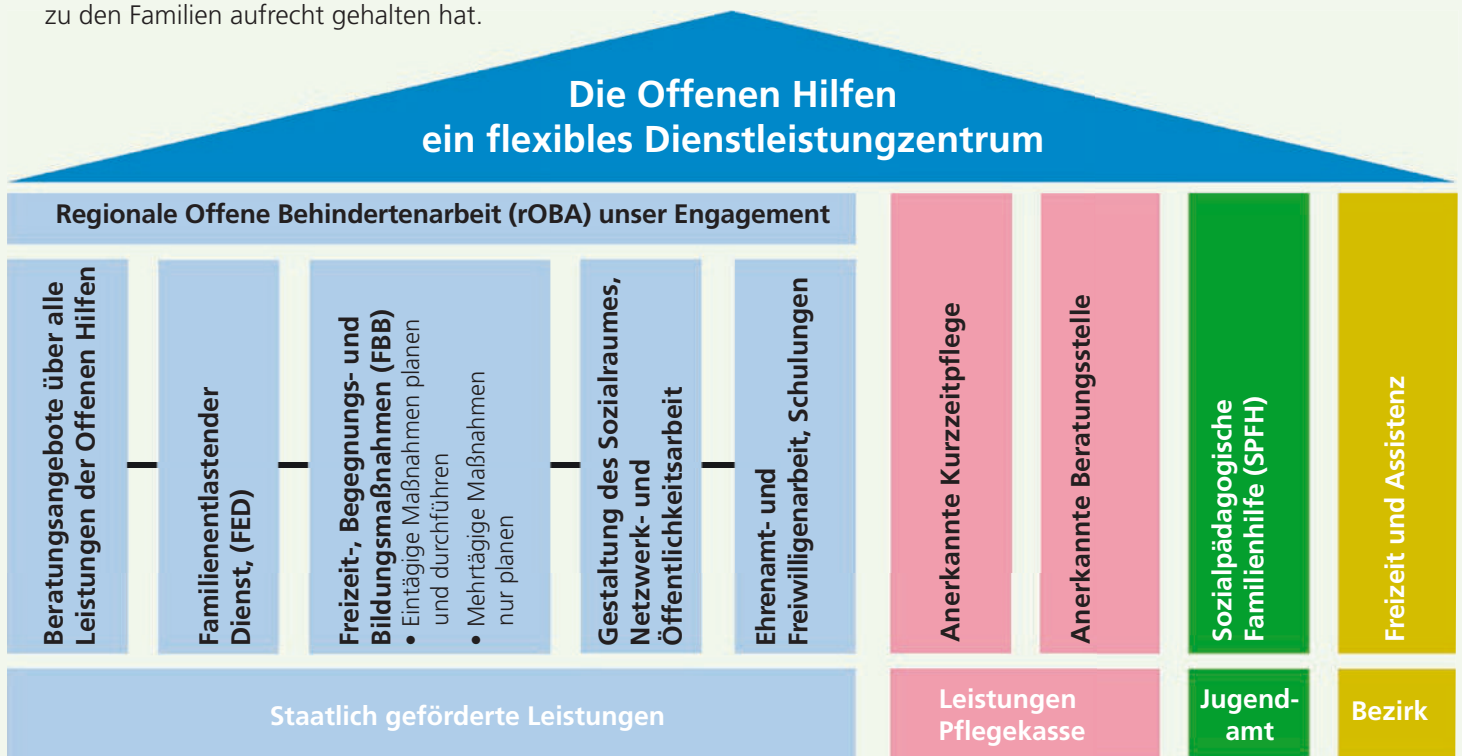 zu den Familien aufrecht gehalten hat.
Die Offenen Hilfen
ein flexibles Dienstleistungzentrum
Regionale Offene Behindertenarbeit (rOBA) unser Engagement
Beratungsangebote über alle
Leistungen der Offenen Hilfen
Familienentlastender
Dienst, (FED)
Freizeit-, Begegnungs- und
Bildungsmaßnahmen (FBB)
• Eintägige Maßnahmen planen
und durchführen
• Mehrtägige Maßnahmen
nur planen
Gestaltung des Sozialraumes,
Netzwerk- und
Öffentlichkeitsarbeit
Ehrenamt- und
Freiwilligenarbeit, Schulungen
Anerkannte Kurzzeitpflege
Anerkannte Beratungsstelle
Sozialpädagogische
Familienhilfe (SPFH)
Freizeit und Assistenz
Staatlich geförderte Leistungen
Leistungen
Pflegekasse
Jugend-
amt
Bezirk